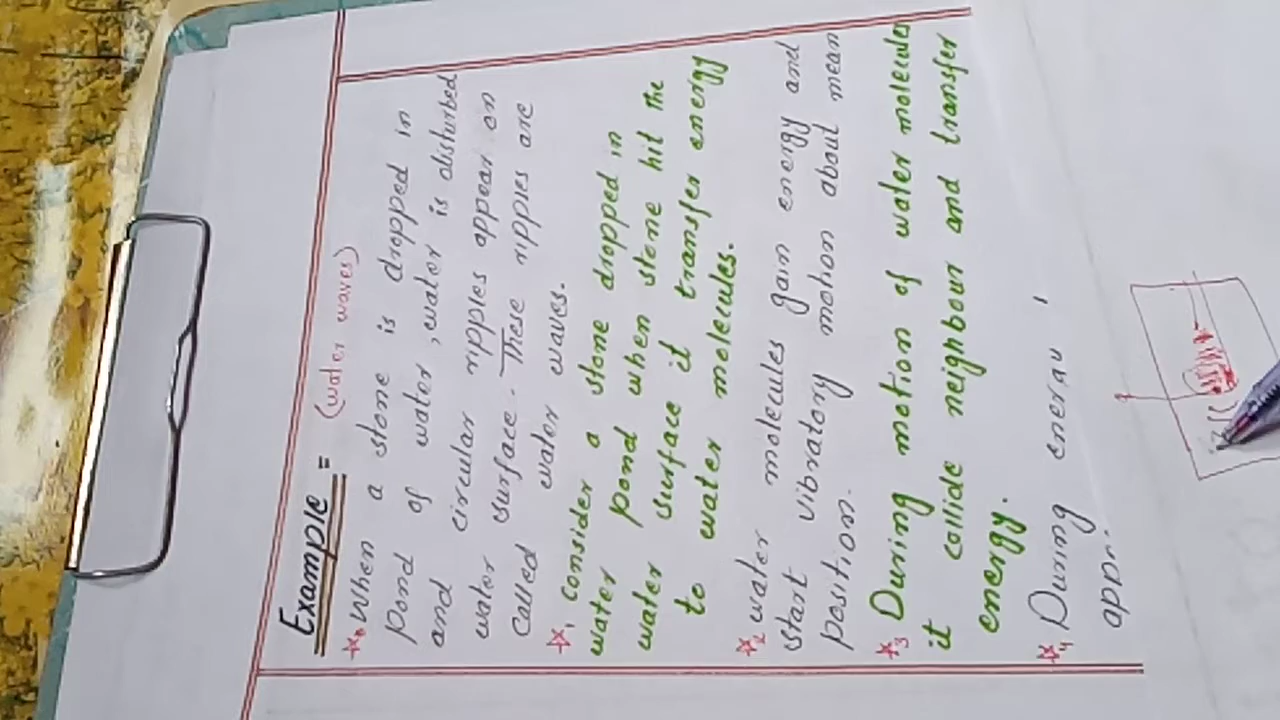 Example =
(water waves)
When a stone is dropped in
pond of water, water is disturbed
and circular ripples appear on
water surface. These ripples are
called water waves.
1 consider a stone dropped in
water pond when stone hit the
water surface it transfer energy
to water molecules.
2 water molecules gain energy and
start vibratory motion about mean
position.
3 During motion of water molecules
it collide neighbour and transfer
energy.
4 During